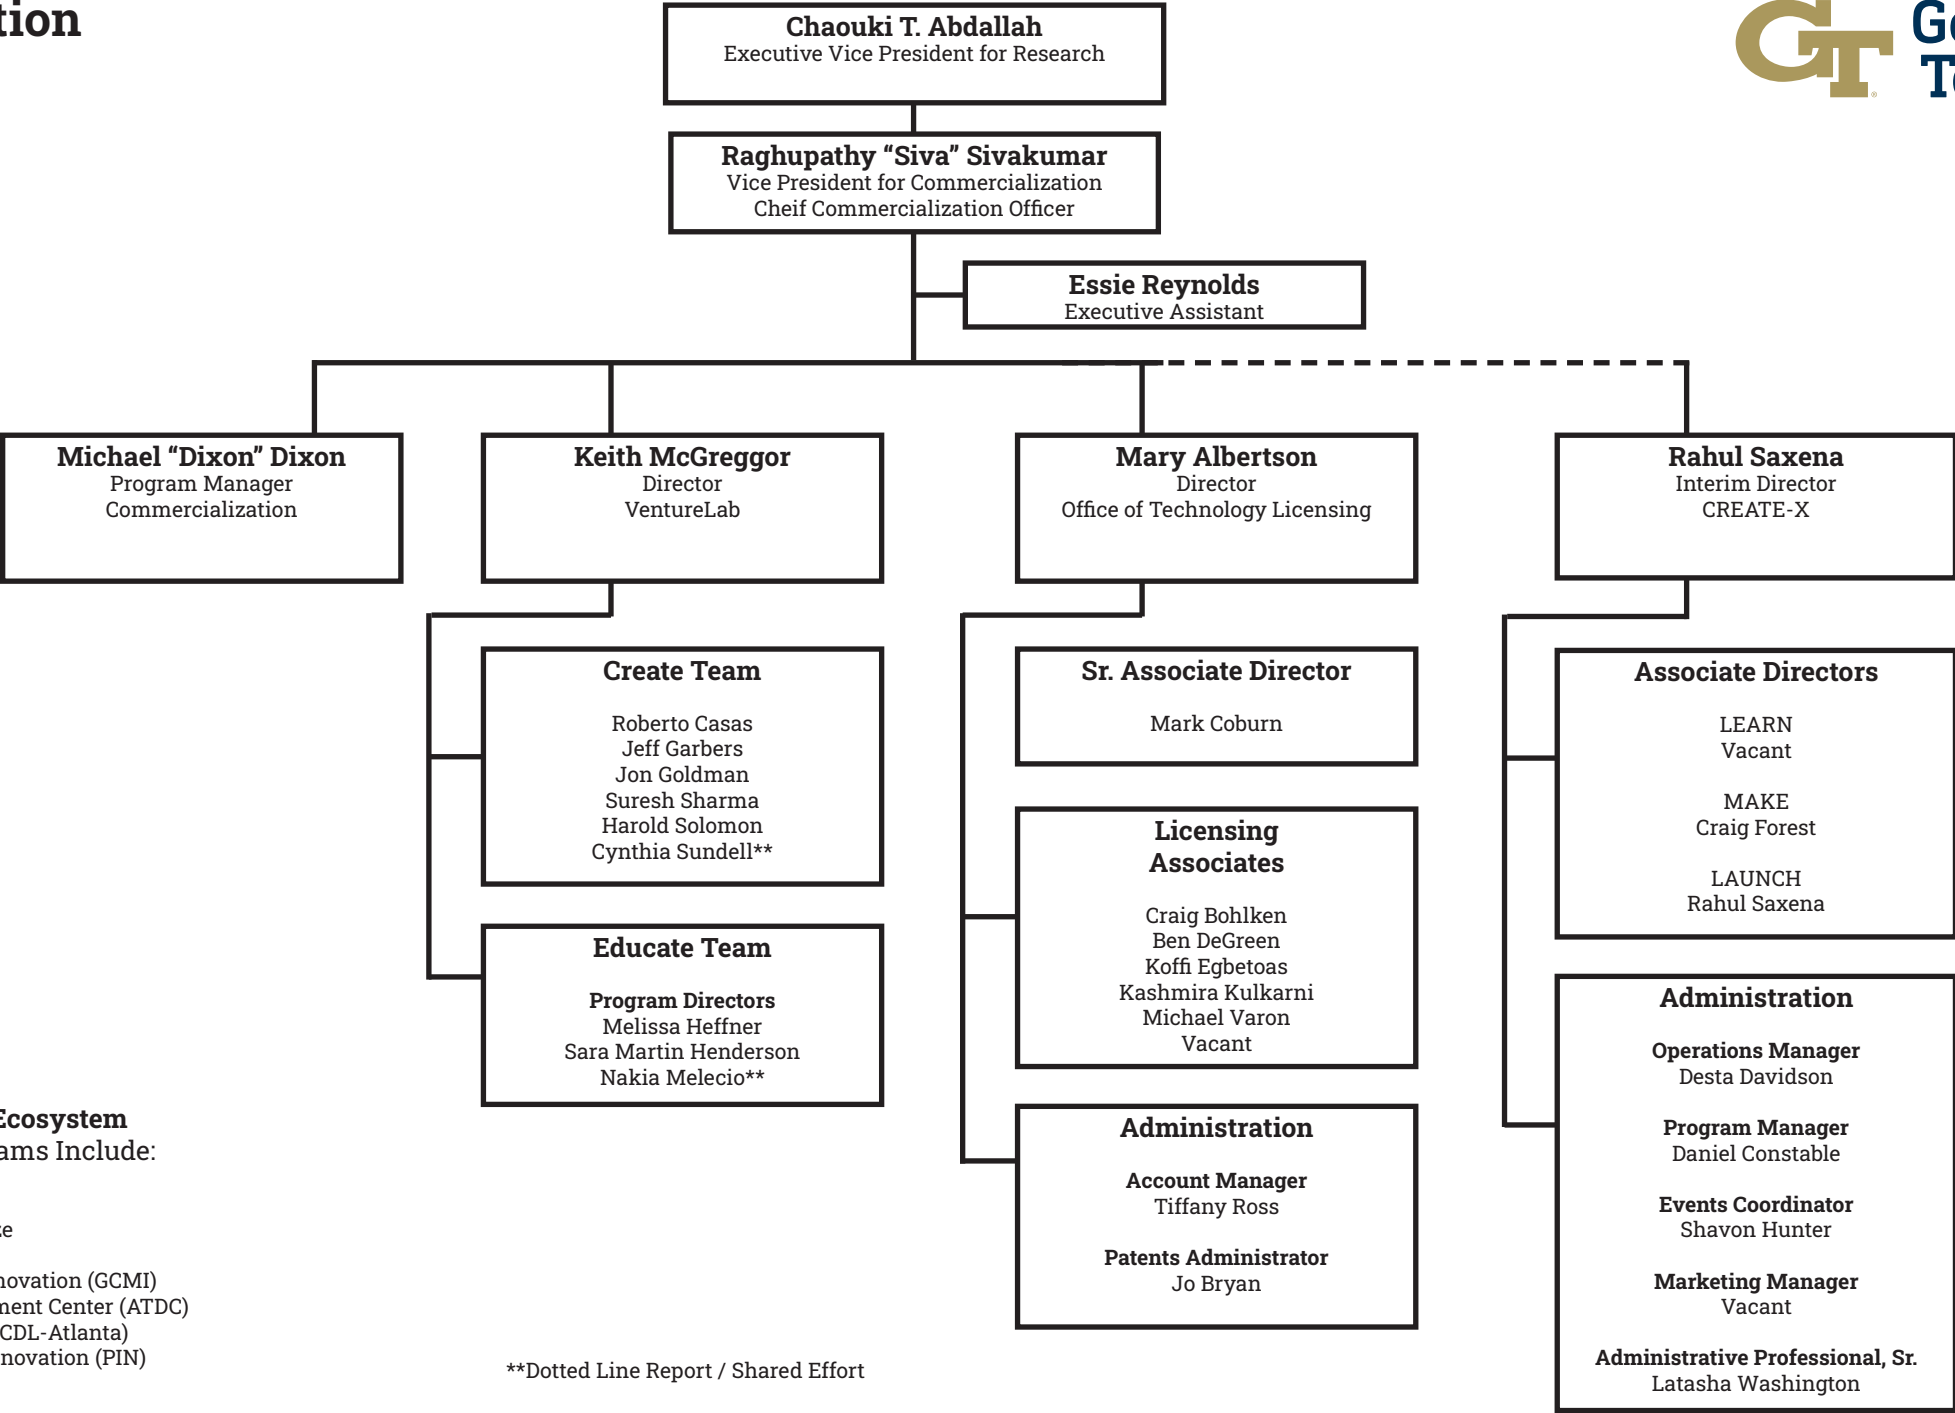 Chaouki T. Abdallah
Executive Vice President for Research
GT
Raghupathy “Siva” Sivakumar
Vice President for Commercialization
Cheif Commercialization Officer
Essie Reynolds
Executive Assistant
Michael “Dixon” Dixon
Program Manager
Commercialization
Keith McGreggor
Director
VentureLab
Mary Albertson
Director
Office of Technology Licensing
Rahul Saxena
Interim Director
CREATE-X
Create Team
Roberto Casas
Jeff Garbers
Jon Goldman
Suresh Sharma
Harold Solomon
Cynthia Sundell**
Educate Team
Program Directors
Melissa Heffner
Sara Martin Henderson
Nakia Melecio**
Sr. Associate Director
Mark Coburn
Licensing
Associates
Craig Bohlken
Ben DeGreen
Koffi Egbetoas
Kashmira Kulkarni
Michael Varon
Vacant
Administration
Account Manager
Tiffany Ross
Patents Administrator
Jo Bryan
Associate Directors
LEARN
Vacant
MAKE
Craig Forest
LAUNCH
Rahul Saxena
Administration
Operations Manager
Desta Davidson
Program Manager
Daniel Constable
Events Coordinator
Shavon Hunter
Marketing Manager
Vacant
Administrative Professional, Sr.
Latasha Washington
Ecosystem
Include:
(GCMI)
Center (ATDC)
CDL-Atlanta)
(PIN)
**Dotted Line Report / Shared Effort